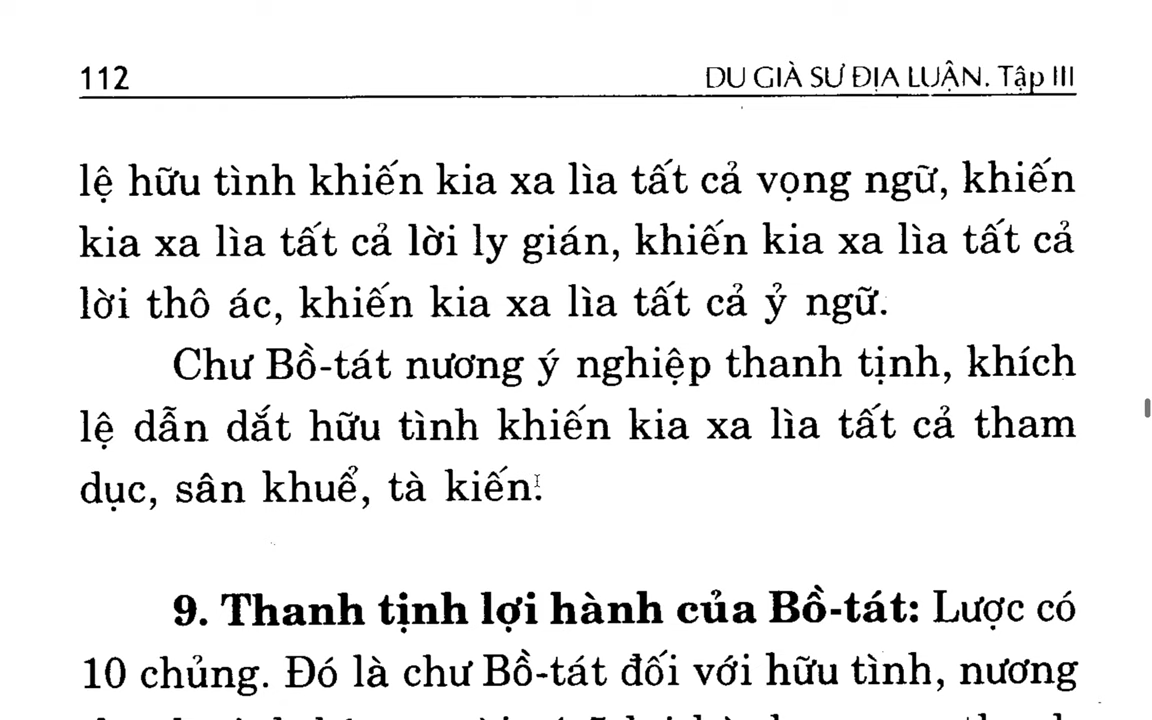 112 DU GIÀ SƯ ĐỊA LUẬN. Tập III
lệ hữu tình khiến kia xa lìa tất cả vọng ngữ, khiến
kia xa lìa tất cả lời ly gián, khiến kia xa lìa tất cả
lời thô ác, khiến kia xa lìa tất cả ỷ ngữ.
Chư Bồ-tát nương ý nghiệp thanh tịnh, khích
lệ dẫn dắt hữu tình khiến kia xa lìa tất cả tham
dục, sân khuể, tà kiến.
9. Thanh tịnh lợi hành của Bồ-tát: Lược có
10 chủng. Đó là chư Bồ-tát đối với hữu tình, nương